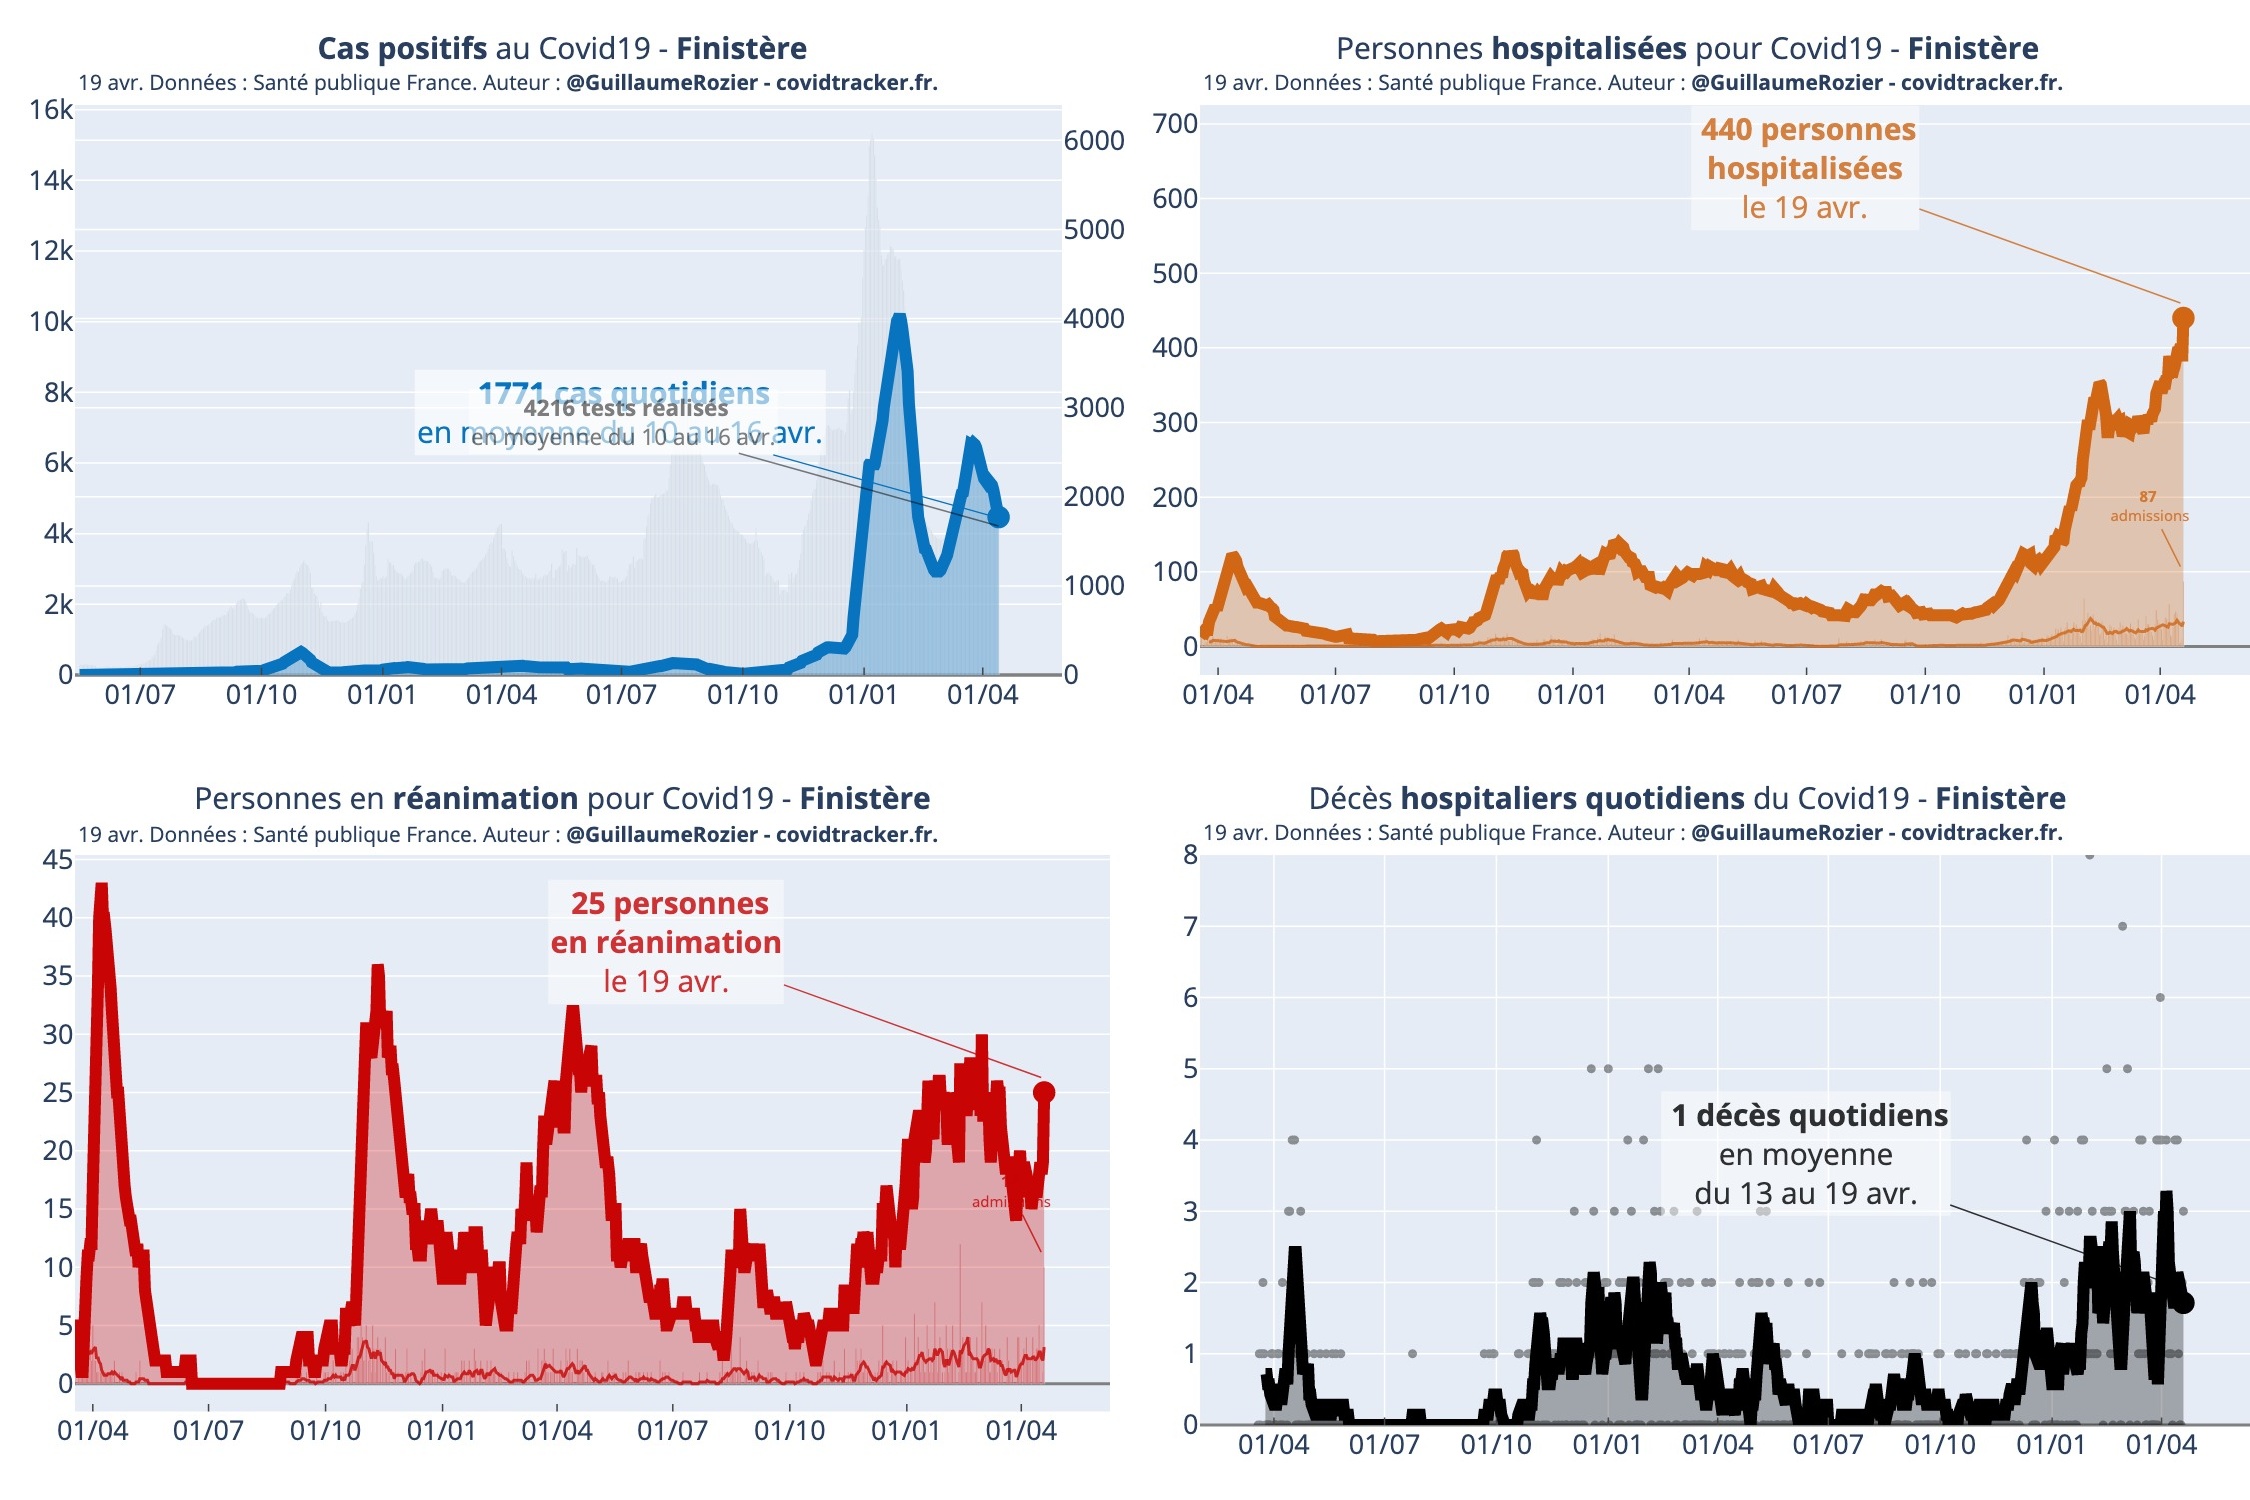 Cas positifs au Covid19 - Finistère
19 avr. Données : Santé publique France. Auteur : @GuillaumeRozier - covidtracker.fr.
16k
14k
12k
10k
8k
6k
4k
2k
0
6000
5000
4000
3000
2000
1000
0
1771 cas quotidiens
en moyenne du 10 au 16 avr.
4216 tests réalisés
en moyenne du 10 au 16 avr.
01/07 01/10 01/01 01/04 01/07 01/10 01/01 01/04
Personnes hospitalisées pour Covid19 - Finistère
19 avr. Données : Santé publique France. Auteur : @GuillaumeRozier - covidtracker.fr.
700
600
500
400
300
200
100
0
440 personnes
hospitalisées
le 19 avr.
87
admissions
01/04 01/07 01/10 01/01 01/04 01/07 01/10 01/01 01/04
Personnes en réanimation pour Covid19 - Finistère
19 avr. Données : Santé publique France. Auteur : @GuillaumeRozier - covidtracker.fr.
45
40
35
30
25
20
15
10
5
0
25 personnes
en réanimation
le 19 avr.
admissions
01/04 01/07 01/10 01/01 01/04 01/07 01/10 01/01 01/04
Décès hospitaliers quotidiens du Covid19 - Finistère
19 avr. Données : Santé publique France. Auteur : @GuillaumeRozier - covidtracker.fr.
8
7
6
5
4
3
2
1
0
1 décès quotidiens
en moyenne
du 13 au 19 avr.
01/04 01/07 01/10 01/01 01/04 01/07 01/10 01/01 01/04